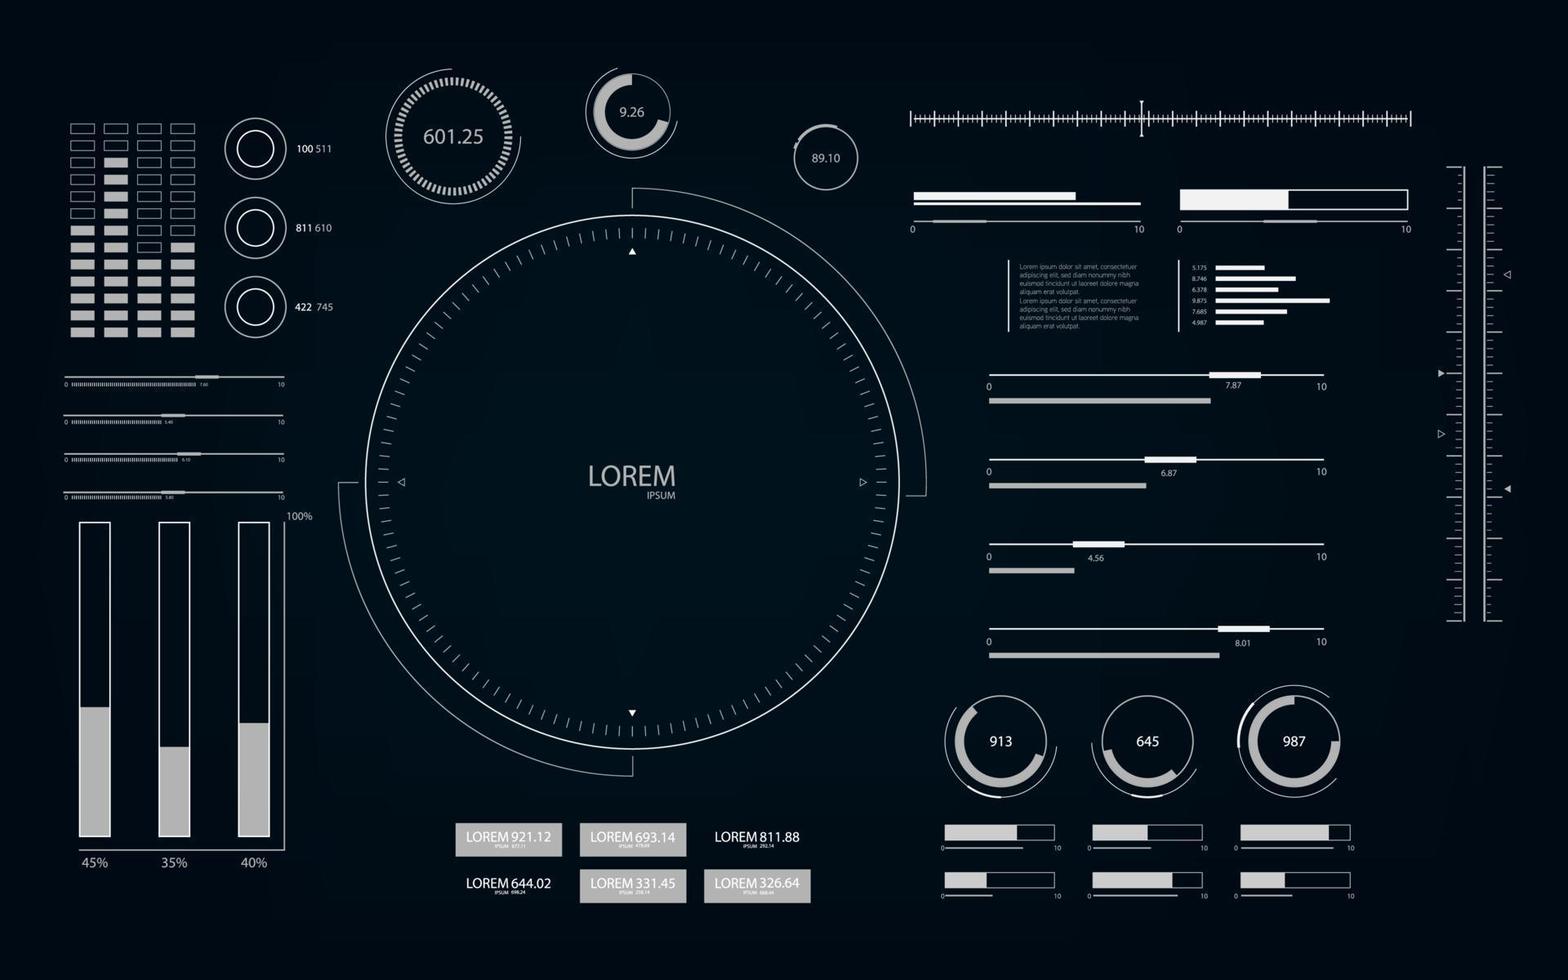 601.25
9.26
89.10
100 511
811 610
422 745
0 10
0 10
Lorem ipsum dolor sit amet, consectetuer
adipiscing elit, sed diam nonummy nibh
euismod tincidunt ut laoreet dolore magna
aliquam erat volutpat.
Lorem ipsum dolor sit amet, consectetuer
adipiscing elit, sed diam nonummy nibh
euismod tincidunt ut laoreet dolore magna
aliquam erat volutpat.
5.175
8.746
6.378
9.875
7.685
4.987
0 7.60 10
0 5.40 10
0 6.10 10
0 5.80 10
0 7.87 10
0 6.87 10
0 4.56 10
0 8.01 10
LOREM
IPSUM
100%
45% 35% 40%
913
645
987
LOREM 921.12
IPSUM 877.11
LOREM 693.14
IPSUM 479.69
LOREM 811.88
IPSUM 292.14
LOREM 644.02
IPSUM 698.24
LOREM 331.45
IPSUM 258.14
LOREM 326.64
IPSUM
0 10
0 10
0 10
0 10
0 10
0 10